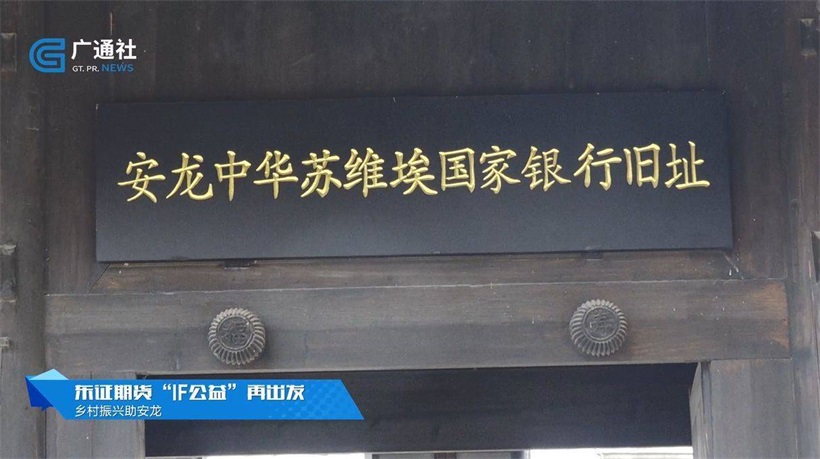 广通社
GT. PR. NEWS
安龙中华苏维埃国家银行旧址
东证期货“IF公益”再出发
乡村振兴助安龙